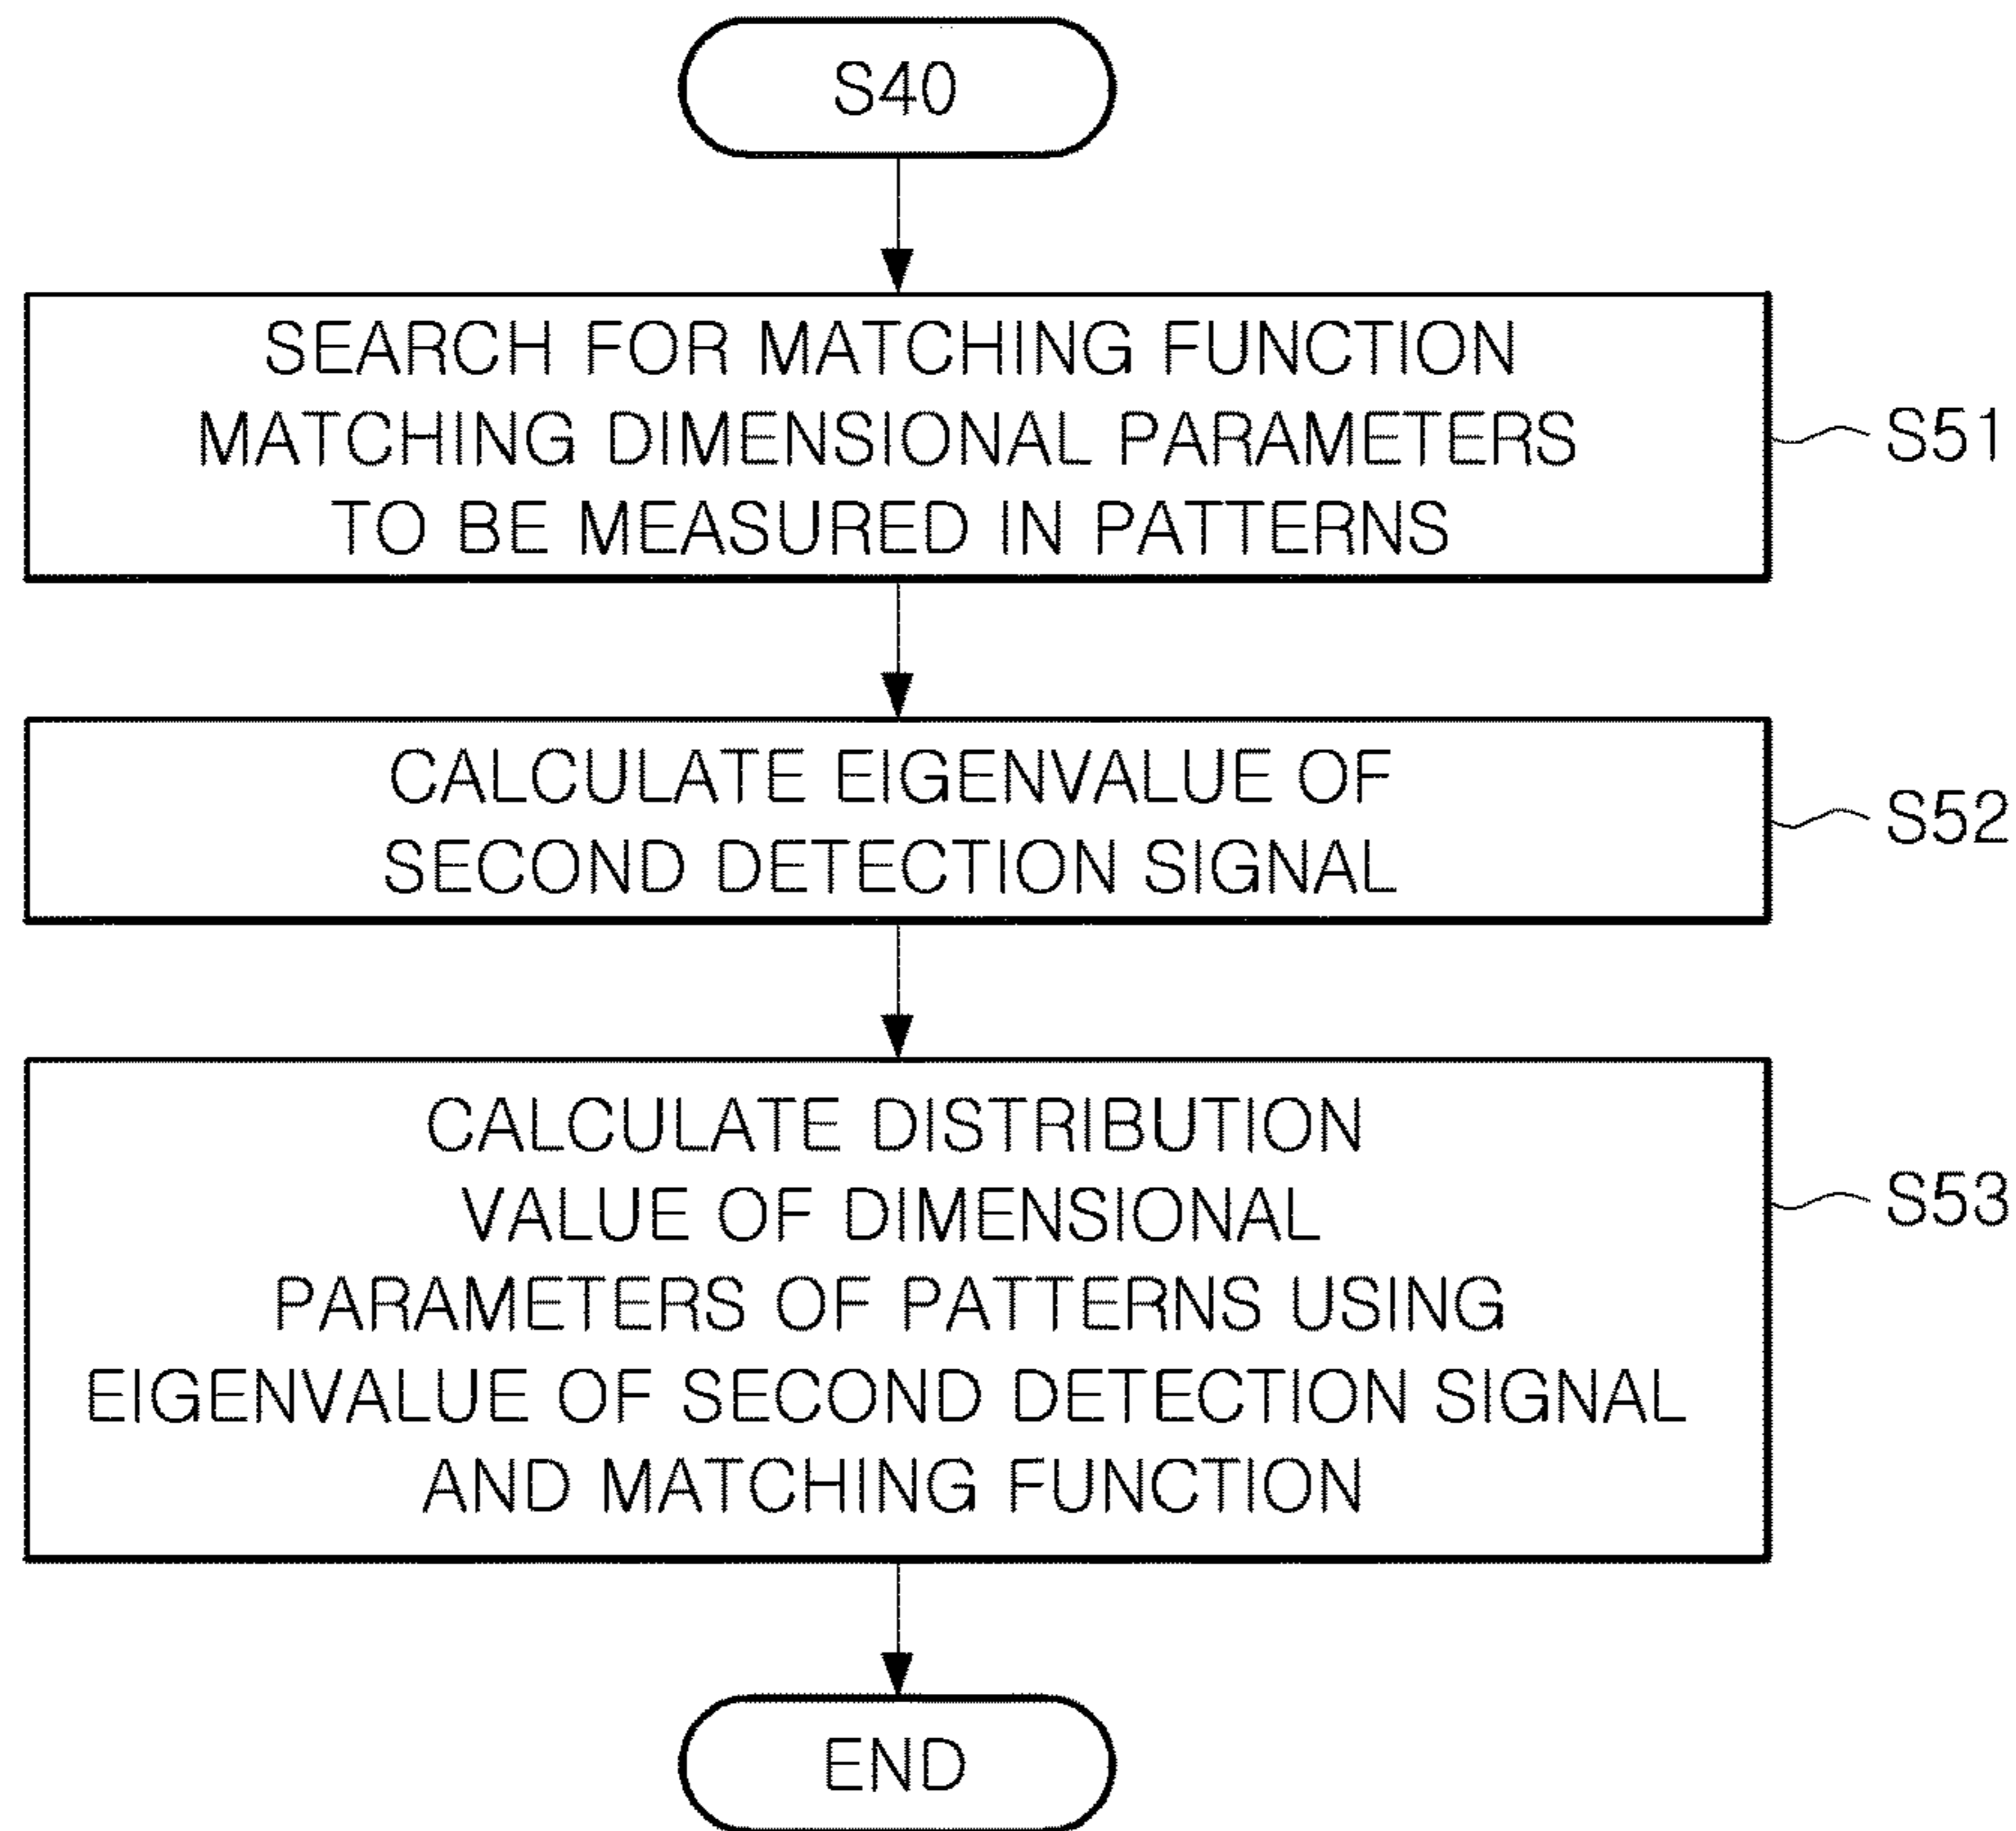 S40
SEARCH FOR MATCHING FUNCTION
MATCHING DIMENSIONAL PARAMETERS
TO BE MEASURED IN PATTERNS
S51
CALCULATE EIGENVALUE OF
SECOND DETECTION SIGNAL
S52
CALCULATE DISTRIBUTION
VALUE OF DIMENSIONAL
PARAMETERS OF PATTERNS USING
EIGENVALUE OF SECOND DETECTION SIGNAL
AND MATCHING FUNCTION
S53
END